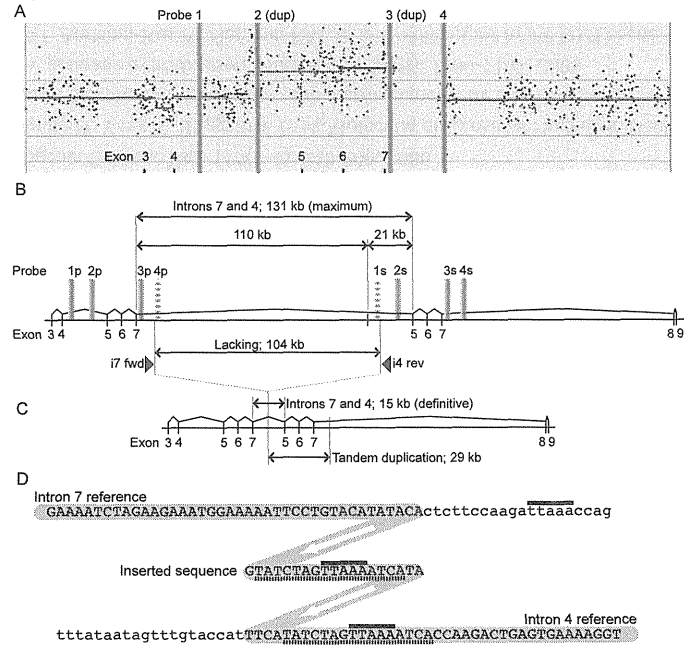 A
Probe 1 2 (dup) 3 (dup) 4
Exon 3 4 5 6 7
B
Introns 7 and 4; 131 kb (maximum)
110 kb 21 kb
Probe 1p 2p 3p 4p 1s 2s 3s 4s
Exon 3 4 5 6 7 5 6 7 8 9
Lacking; 104 kb
i7 fwd i4 rev
C
Introns 7 and 4; 15 kb (definitive)
Exon 3 4 5 6 7 5 6 7 8 9
Tandem duplication; 29 kb
D
Intron 7 reference
GAAAATCTAGAAGAAATGGAAAAATTCCTGTACATATACActcttccaagattaaaccag
Inserted sequence GTATCTAGTTAAAATCATA
Intron 4 reference
tttataatagtttgtaccatTTCATATCTAGTTAAAATCACCAAGACTGAGTGAAAAGGT